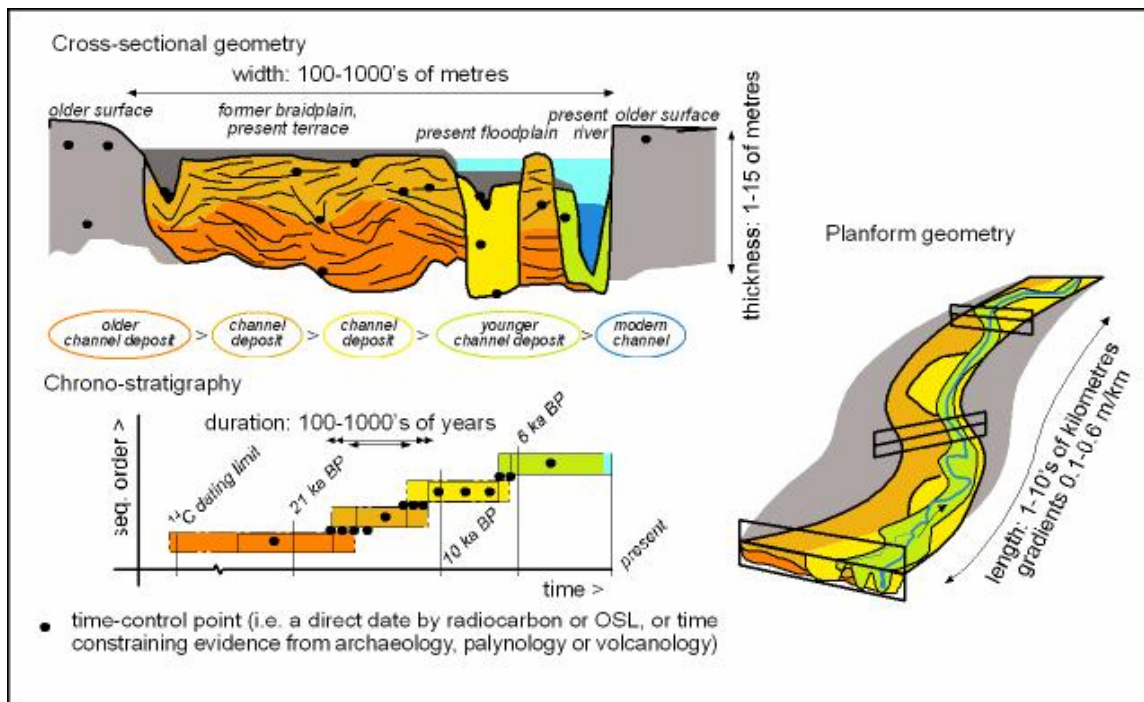 Cross-sectional geometry
width: 100-1000's of metres
older surface
former braidplain,
present terrace
present floodplain
present
river
older surface
thickness: 1-15 of metres
older
channel deposit
>
channel
deposit
>
channel
deposit
>
younger
channel deposit
>
modern
channel
Chrono-stratigraphy
duration: 100-1000's of years
seq. order >
¹⁴C dating limit
21 ka BP
10 ka BP
6 ka BP
present
time >
time-control point (i.e. a direct date by radiocarbon or OSL, or time
constraining evidence from archaeology, palynology or volcanology)
Planform geometry
length: 1-10's of kilometres
gradients 0.1-0.6 m/km